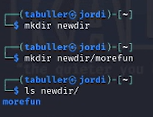 ┌──(tabuller㉿jordi)-[~]
└─$ mkdir newdir
┌──(tabuller㉿jordi)-[~]
└─$ mkdir newdir/morefun
┌──(tabuller㉿jordi)-[~]
└─$ ls newdir/
morefun